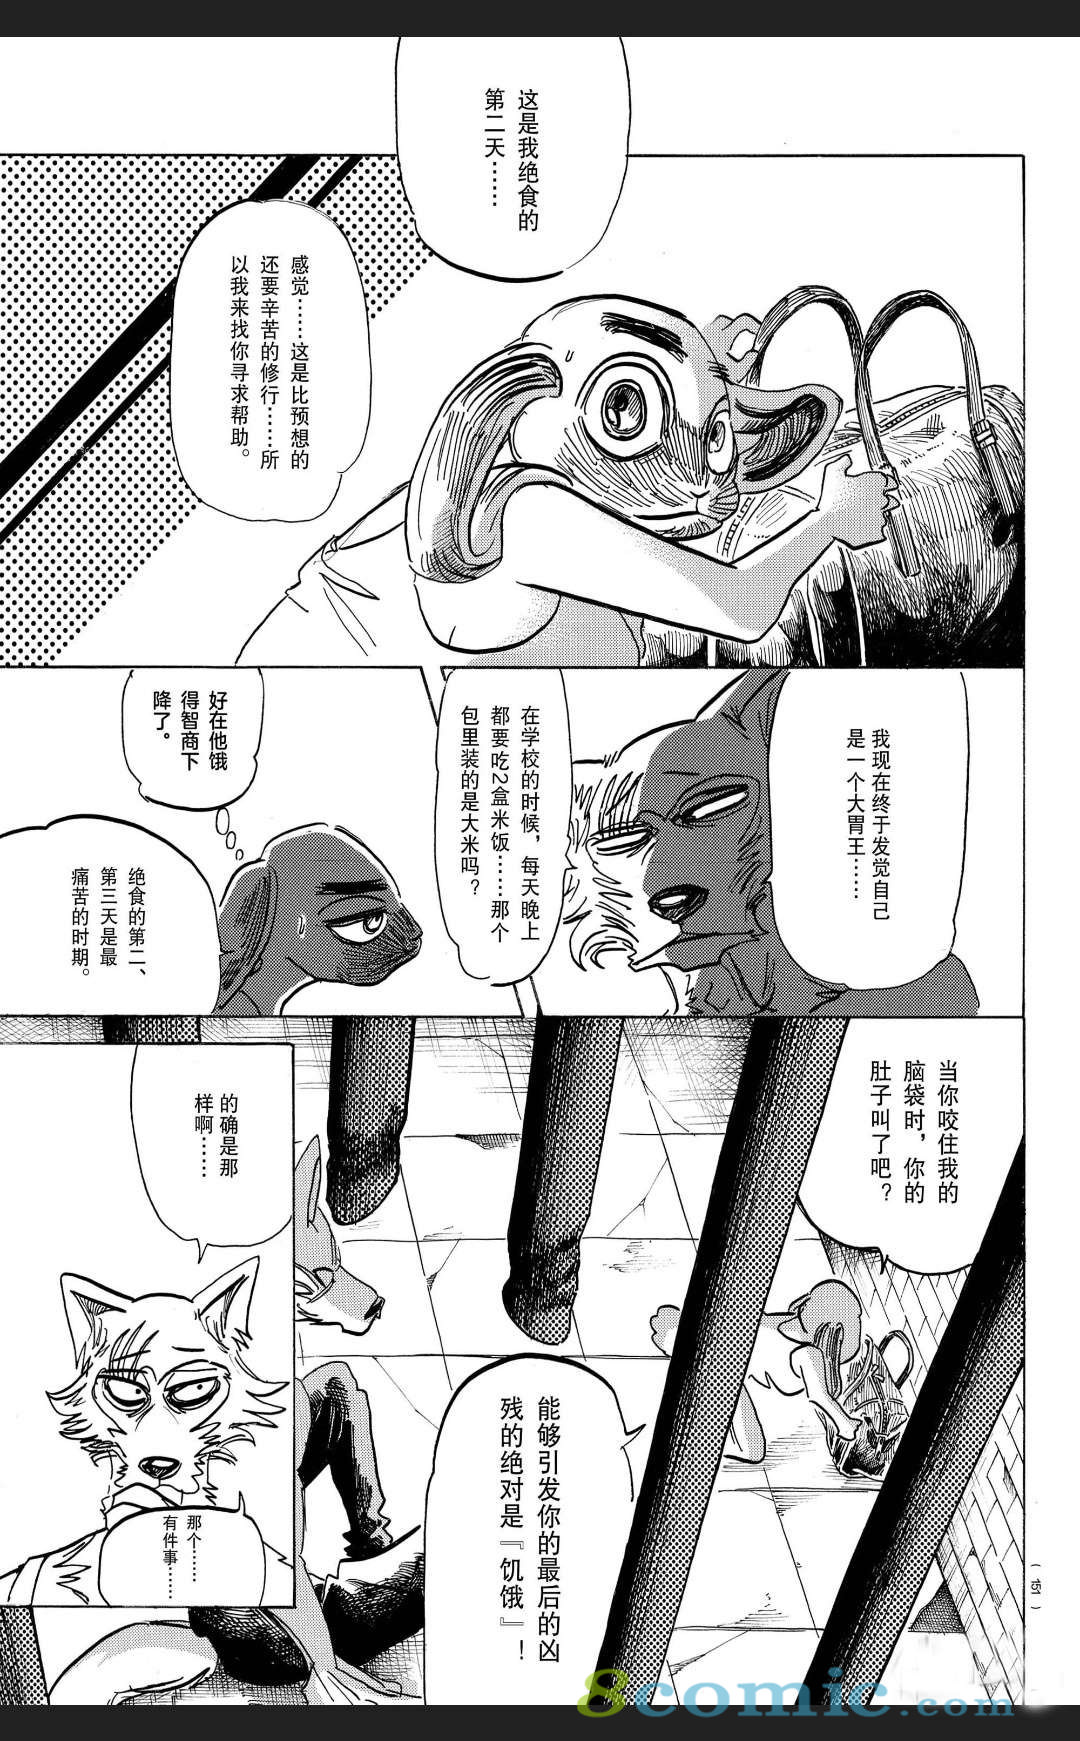 这是我绝食的
第二天……
感觉……这是比预想的
还要辛苦的修行……所
以我来找你寻求帮助。
我现在终于发觉自己
是一个大胃王……
在学校的时候，每天晚上
都要吃2盒米饭……那个
包里装的是大米吗？
好在他饿
得智商下
降了。
绝食的第二、
第三天是最
痛苦的时期。
当你咬住我的
脑袋时，你的
肚子叫了吧？
的确是那
样啊……
能够引发你的最后的凶
残的绝对是『饥饿』！
那个……
有件事……
（151）
8comic.com